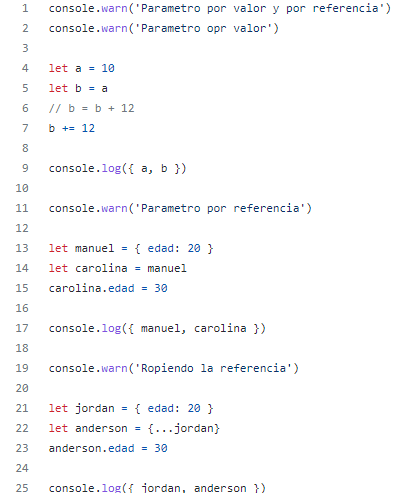 1 console.warn('Parametro por valor y por referencia')
2 console.warn('Parametro opr valor')
3
4 let a = 10
5 let b = a
6 // b = b + 12
7 b += 12
8
9 console.log({ a, b })
10
11 console.warn('Parametro por referencia')
12
13 let manuel = { edad: 20 }
14 let carolina = manuel
15 carolina.edad = 30
16
17 console.log({ manuel, carolina })
18
19 console.warn('Ropiendo la referencia')
20
21 let jordan = { edad: 20 }
22 let anderson = {...jordan}
23 anderson.edad = 30
24
25 console.log({ jordan, anderson })